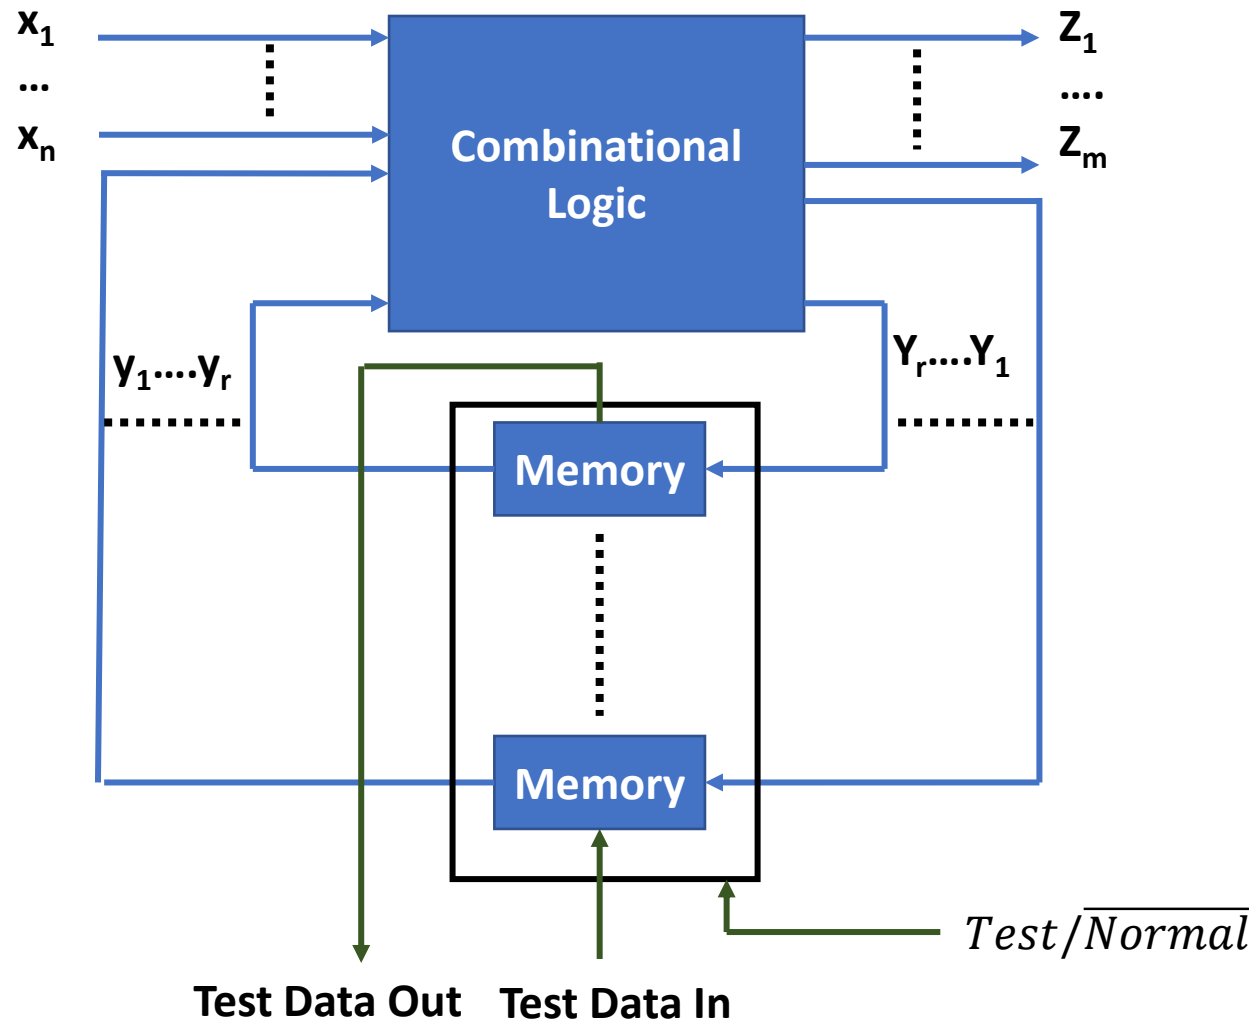 x₁
...
xₙ
Combinational
Logic
Z₁
....
Zₘ
y₁....yᵣ
Yᵣ....Y₁
Memory
Memory
Test/N̅o̅r̅m̅a̅l̅
Test Data Out
Test Data In